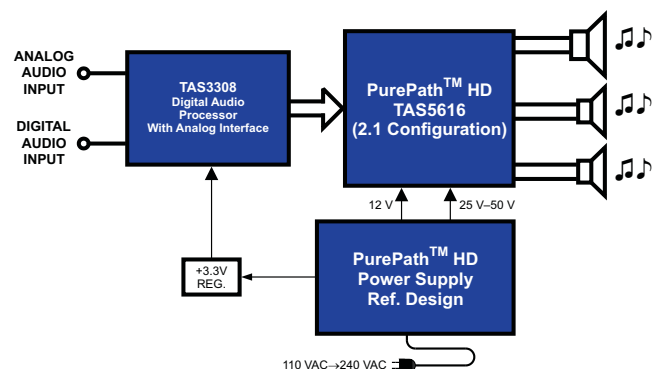 ANALOG
AUDIO
INPUT
DIGITAL
AUDIO
INPUT
TAS3308
Digital Audio
Processor
With Analog Interface
PurePath™ HD
TAS5616
(2.1 Configuration)
12 V
25 V–50 V
+3.3V
REG.
PurePath™ HD
Power Supply
Ref. Design
110 VAC→240 VAC